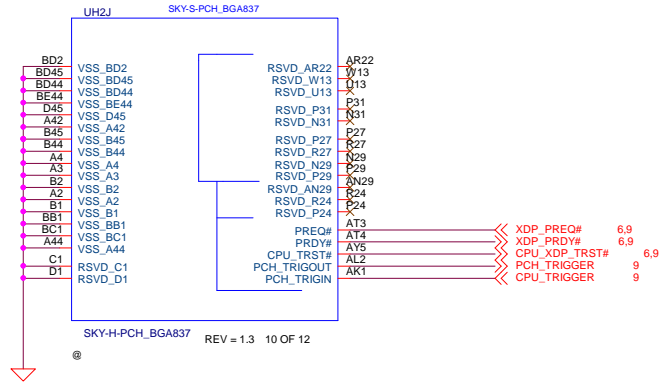 UH2J SKY-S-PCH_BGA837
BD2 VSS_BD2 RSVD_AR22 AR22
BD45 VSS_BD45 RSVD_W13 W13
BD44 VSS_BD44 RSVD_U13 U13
BE44 VSS_BE44 RSVD_P31 P31
D45 VSS_D45 RSVD_N31 N31
A42 VSS_A42
B45 VSS_B45 RSVD_P27 P27
B44 VSS_B44 RSVD_R27 R27
A4 VSS_A4 RSVD_N29 N29
A3 VSS_A3 RSVD_P29 P29
B2 VSS_B2 RSVD_AN29 AN29
A2 VSS_A2 RSVD_R24 R24
B1 VSS_B1 RSVD_P24 P24
BB1 VSS_BB1
BC1 VSS_BC1 PREQ# AT3 XDP_PREQ# 6,9
A44 VSS_A44 PRDY# AT4 XDP_PRDY# 6,9
CPU_TRST# AY5 CPU_XDP_TRST# 6,9
C1 RSVD_C1 PCH_TRIGOUT AL2 PCH_TRIGGER 9
D1 RSVD_D1 PCH_TRIGIN AK1 CPU_TRIGGER 9
SKY-H-PCH_BGA837 REV = 1.3 10 OF 12
@